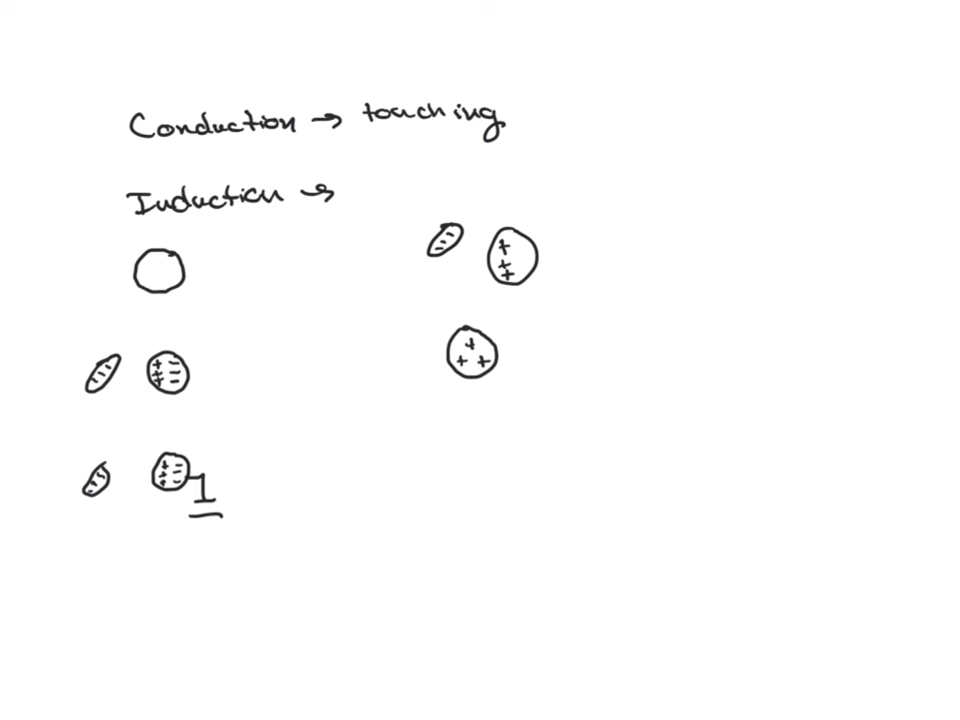 Conduction → touching
Induction →
- - -
+ + +
+ -
+ -
+ -
+
+ +
- - -
- - -
+ -
+ -
+ -